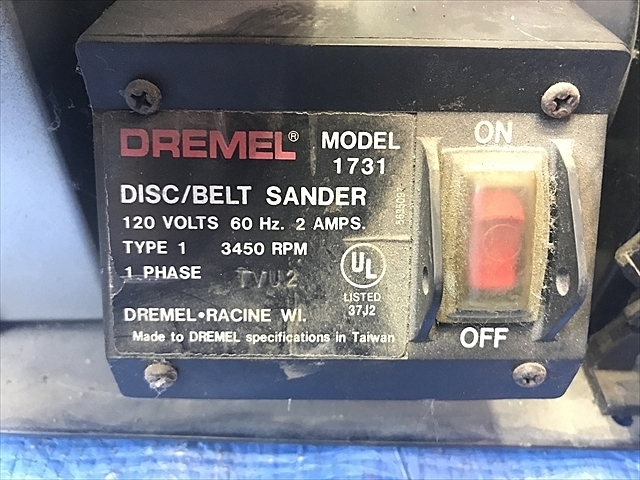 DREMEL® MODEL
1731
DISC/BELT SANDER
120 VOLTS 60 Hz. 2 AMPS.
TYPE 1 3450 RPM
1 PHASE TVU2
UL
LISTED
37J2
DREMEL•RACINE WI.
Made to DREMEL specifications in Taiwan
ON
OFF